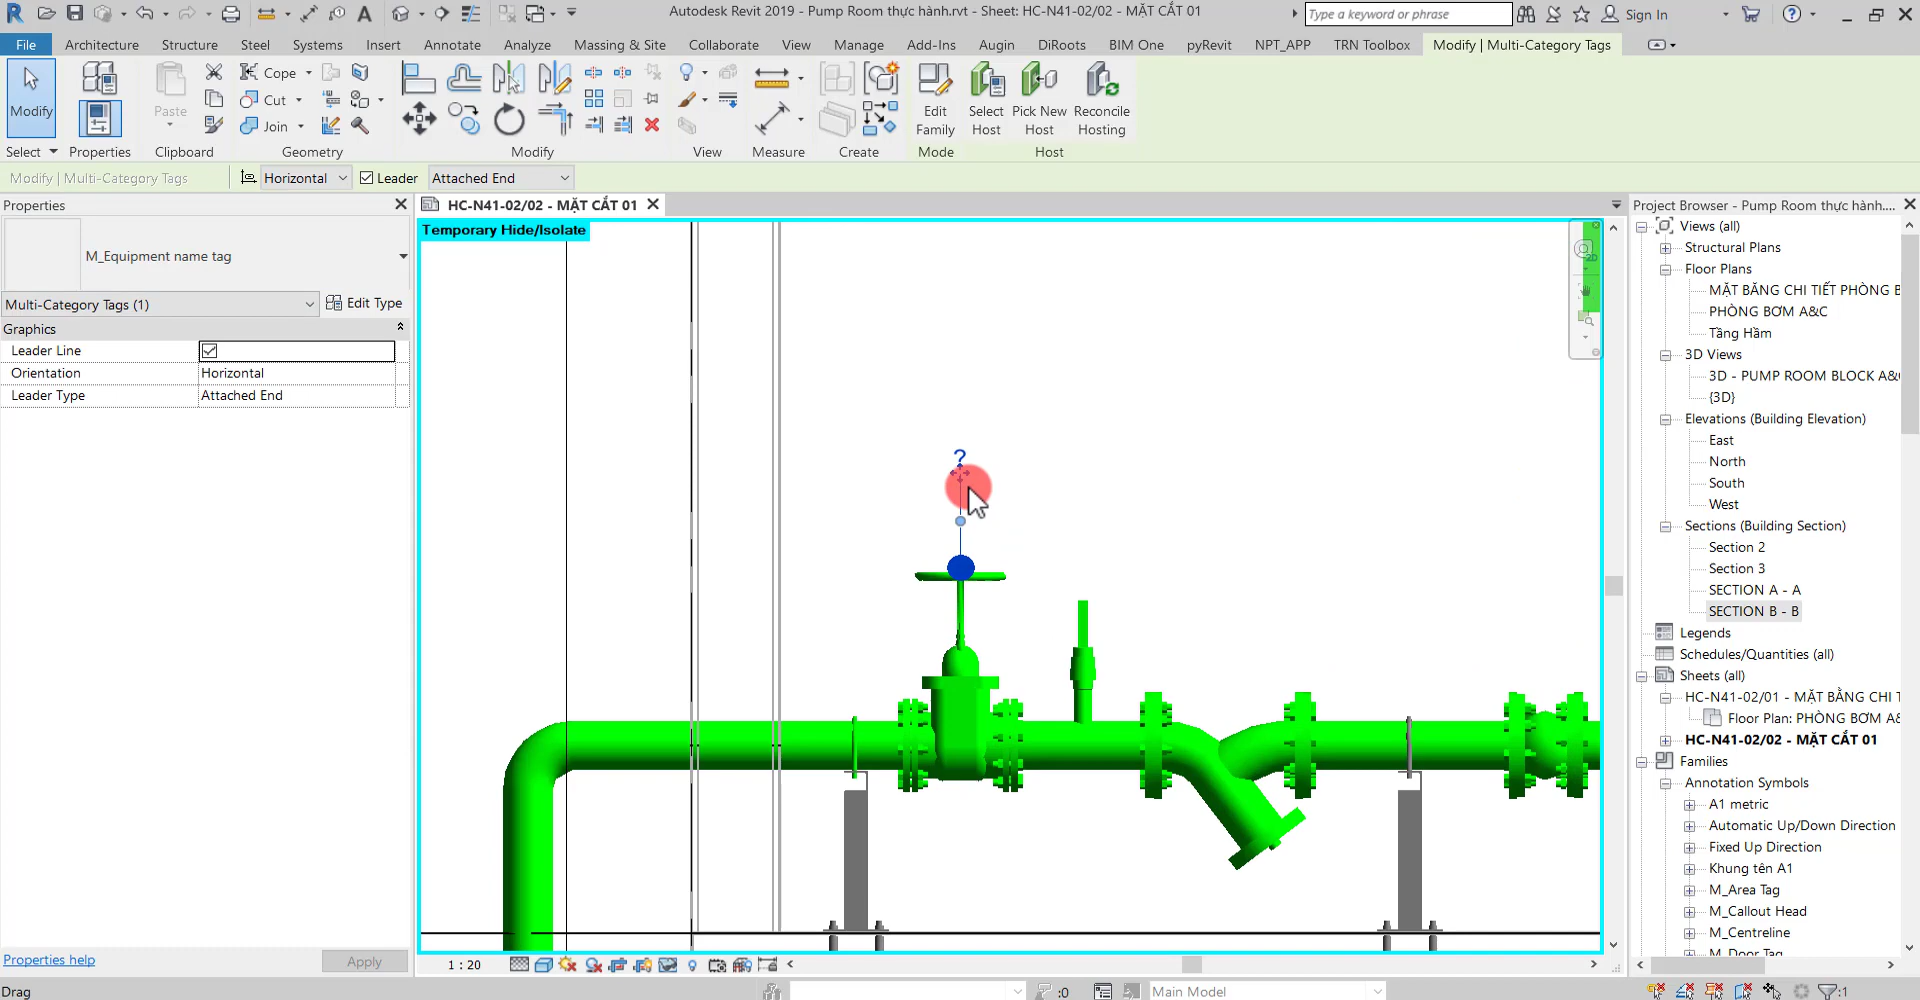 Autodesk Revit 2019 - Pump Room thực hành.rvt - Sheet: HC-N41-02/02 - MẶT CẮT 01
Type a keyword or phrase
Sign In
File
Architecture
Structure
Steel
Systems
Insert
Annotate
Analyze
Massing & Site
Collaborate
View
Manage
Add-Ins
Augin
DiRoots
BIM One
pyRevit
NPT_APP
TRN Toolbox
Modify | Multi-Category Tags
Modify
Paste
Cope
Cut
Join
Edit Family
Select Host
Pick New Host
Reconcile Hosting
Select
Properties
Clipboard
Geometry
Modify
View
Measure
Create
Mode
Host
Modify | Multi-Category Tags
Horizontal
Leader
Attached End
Properties
M_Equipment name tag
Multi-Category Tags (1)
Edit Type
Graphics
Leader Line
Orientation
Horizontal
Leader Type
Attached End
Properties help
Apply
Drag
HC-N41-02/02 - MẶT CẮT 01
Temporary Hide/Isolate
2D
?
1 : 20
:0
Main Model
:1
Project Browser - Pump Room thực hành....
Views (all)
Structural Plans
Floor Plans
MẶT BẰNG CHI TIẾT PHÒNG B
PHÒNG BƠM A&C
Tầng Hầm
3D Views
3D - PUMP ROOM BLOCK A&
{3D}
Elevations (Building Elevation)
East
North
South
West
Sections (Building Section)
Section 2
Section 3
SECTION A - A
SECTION B - B
Legends
Schedules/Quantities (all)
Sheets (all)
HC-N41-02/01 - MẶT BẰNG CHI T
Floor Plan: PHÒNG BƠM A&
HC-N41-02/02 - MẶT CẮT 01
Families
Annotation Symbols
A1 metric
Automatic Up/Down Direction
Fixed Up Direction
Khung tên A1
M_Area Tag
M_Callout Head
M_Centreline
M_Door Tag